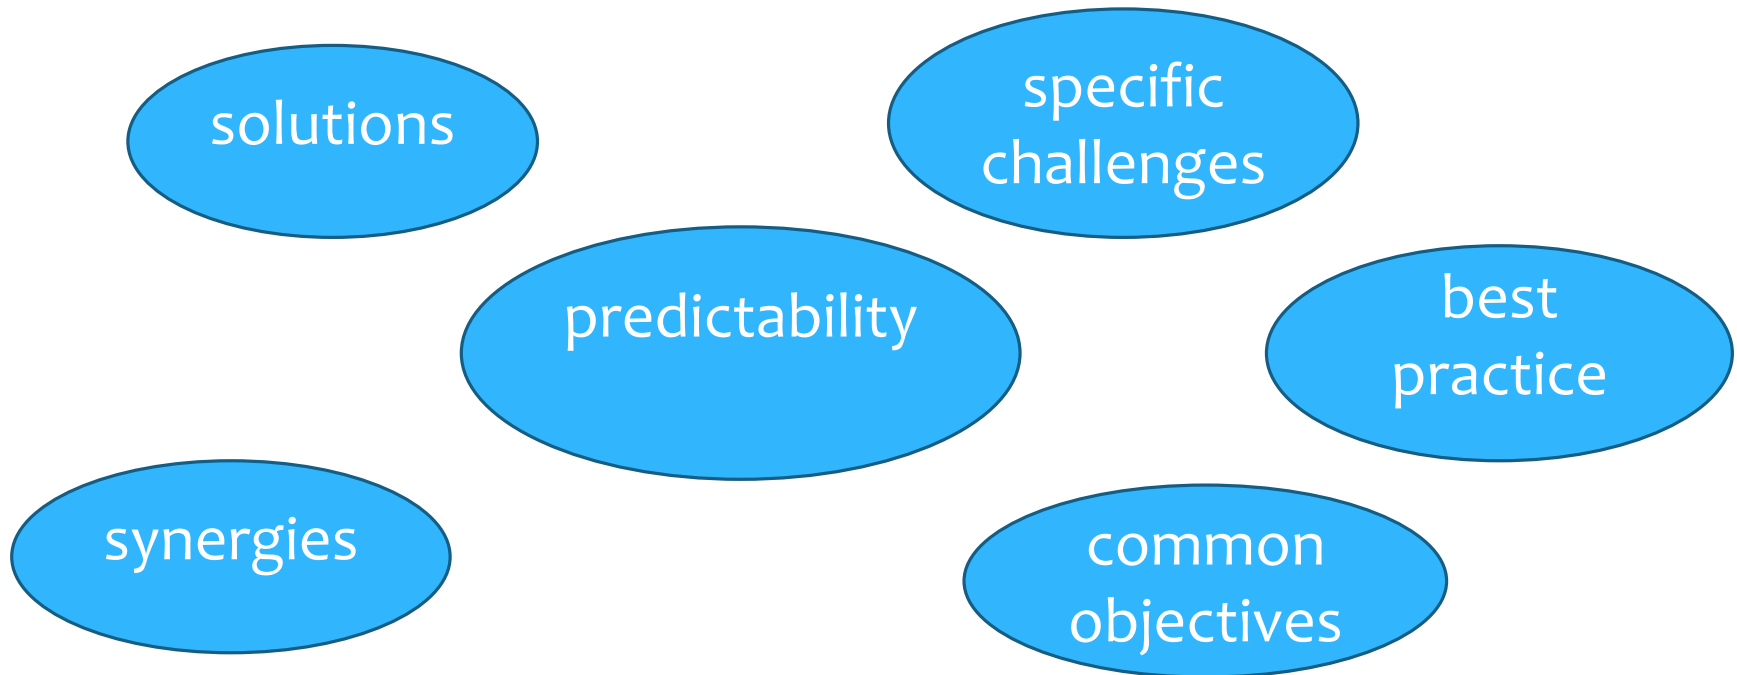 solutions
specific
challenges
predictability
best
practice
synergies
common
objectives